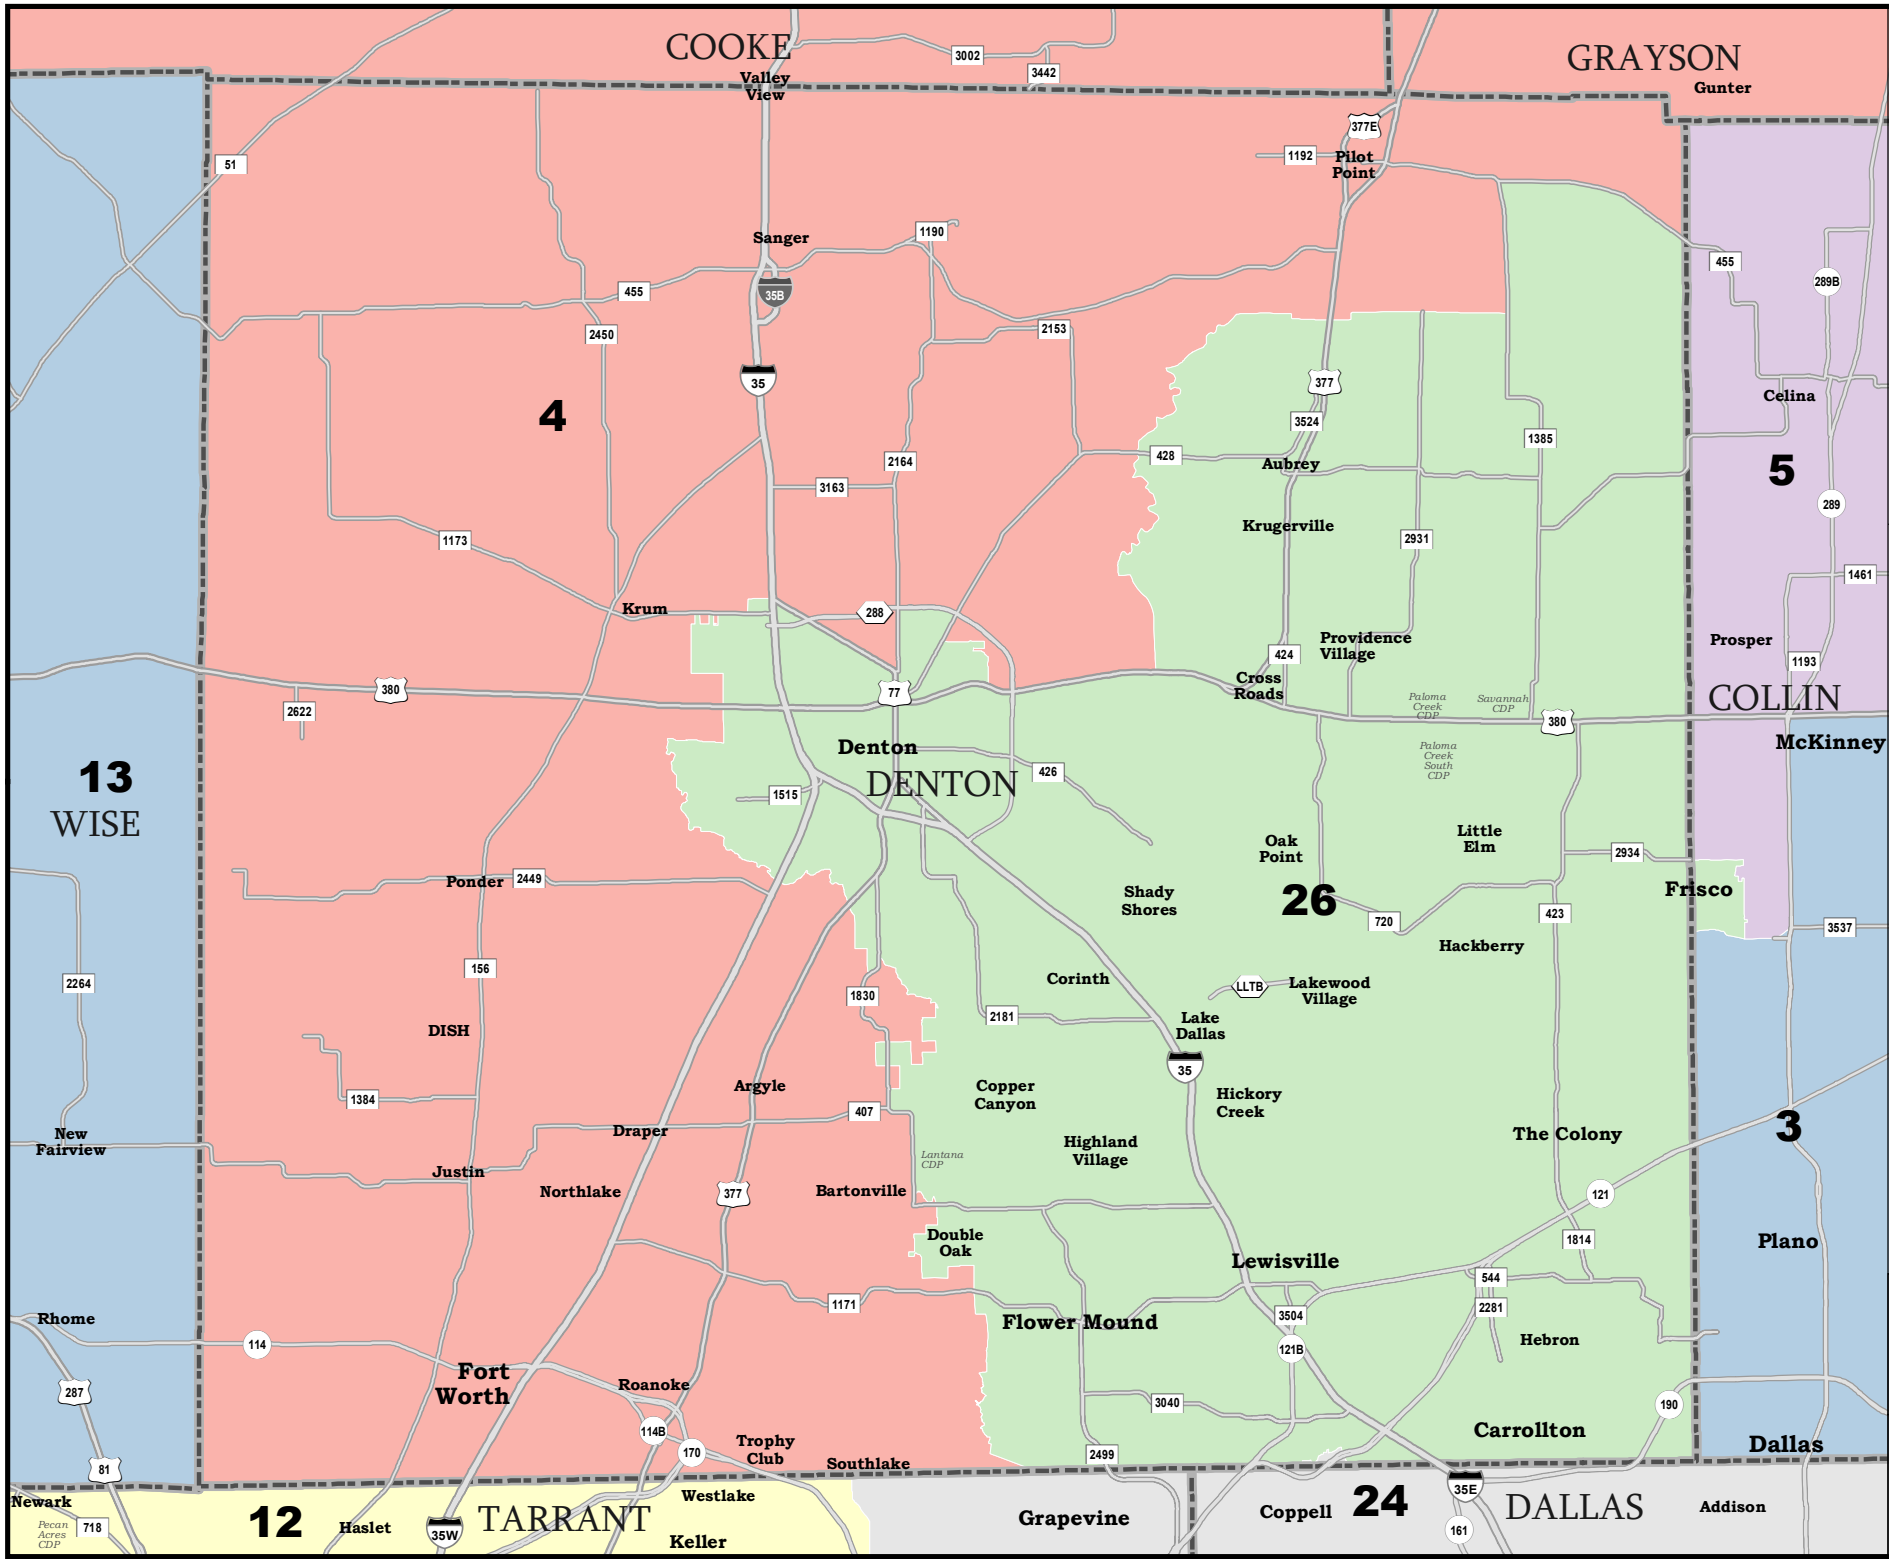 COOKE
GRAYSON
3002
3442
Valley
View
Gunter
377E
51
1192
Pilot
Point
1190
Sanger
455
289B
455
35B
2450
2153
35
377
Celina
4
3524
1385
428
2164
Aubrey
5
3163
289
Krugerville
1173
2931
1461
Krum
288
Providence
Village
Prosper
424
1193
Cross
Roads
380
77
Paloma
Creek
CDP
Savannah
CDP
COLLIN
2622
380
McKinney
Denton
Paloma
Creek
South
CDP
13
426
DENTON
1515
WISE
Little
Elm
Oak
Point
2934
Ponder
2449
Frisco
Shady
Shores
26
720
423
3537
Hackberry
156
2264
Corinth
LLTB
Lakewood
Village
1830
2181
Lake
Dallas
DISH
35
Argyle
Copper
Canyon
Hickory
Creek
1384
407
3
New
Fairview
Draper
The Colony
Highland
Village
Lantana
CDP
Justin
Northlake
377
Bartonville
121
Double
Oak
1814
Plano
Lewisville
544
1171
2281
3504
Rhome
Flower Mound
114
121B
Hebron
Fort
Worth
Roanoke
287
3040
190
114B
Carrollton
Trophy
Club
170
2499
Dallas
Southlake
81
35E
Newark
Westlake
24
DALLAS
Addison
12
TARRANT
Coppell
Grapevine
Pecan
Acres
CDP
718
Haslet
35W
161
Keller